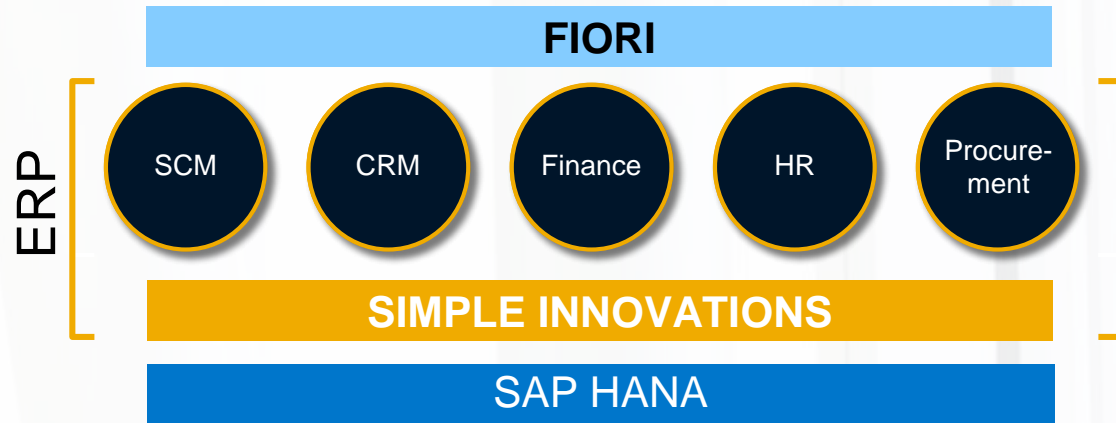 FIORI
ERP
SCM
CRM
Finance
HR
Procure-
ment
SIMPLE INNOVATIONS
SAP HANA